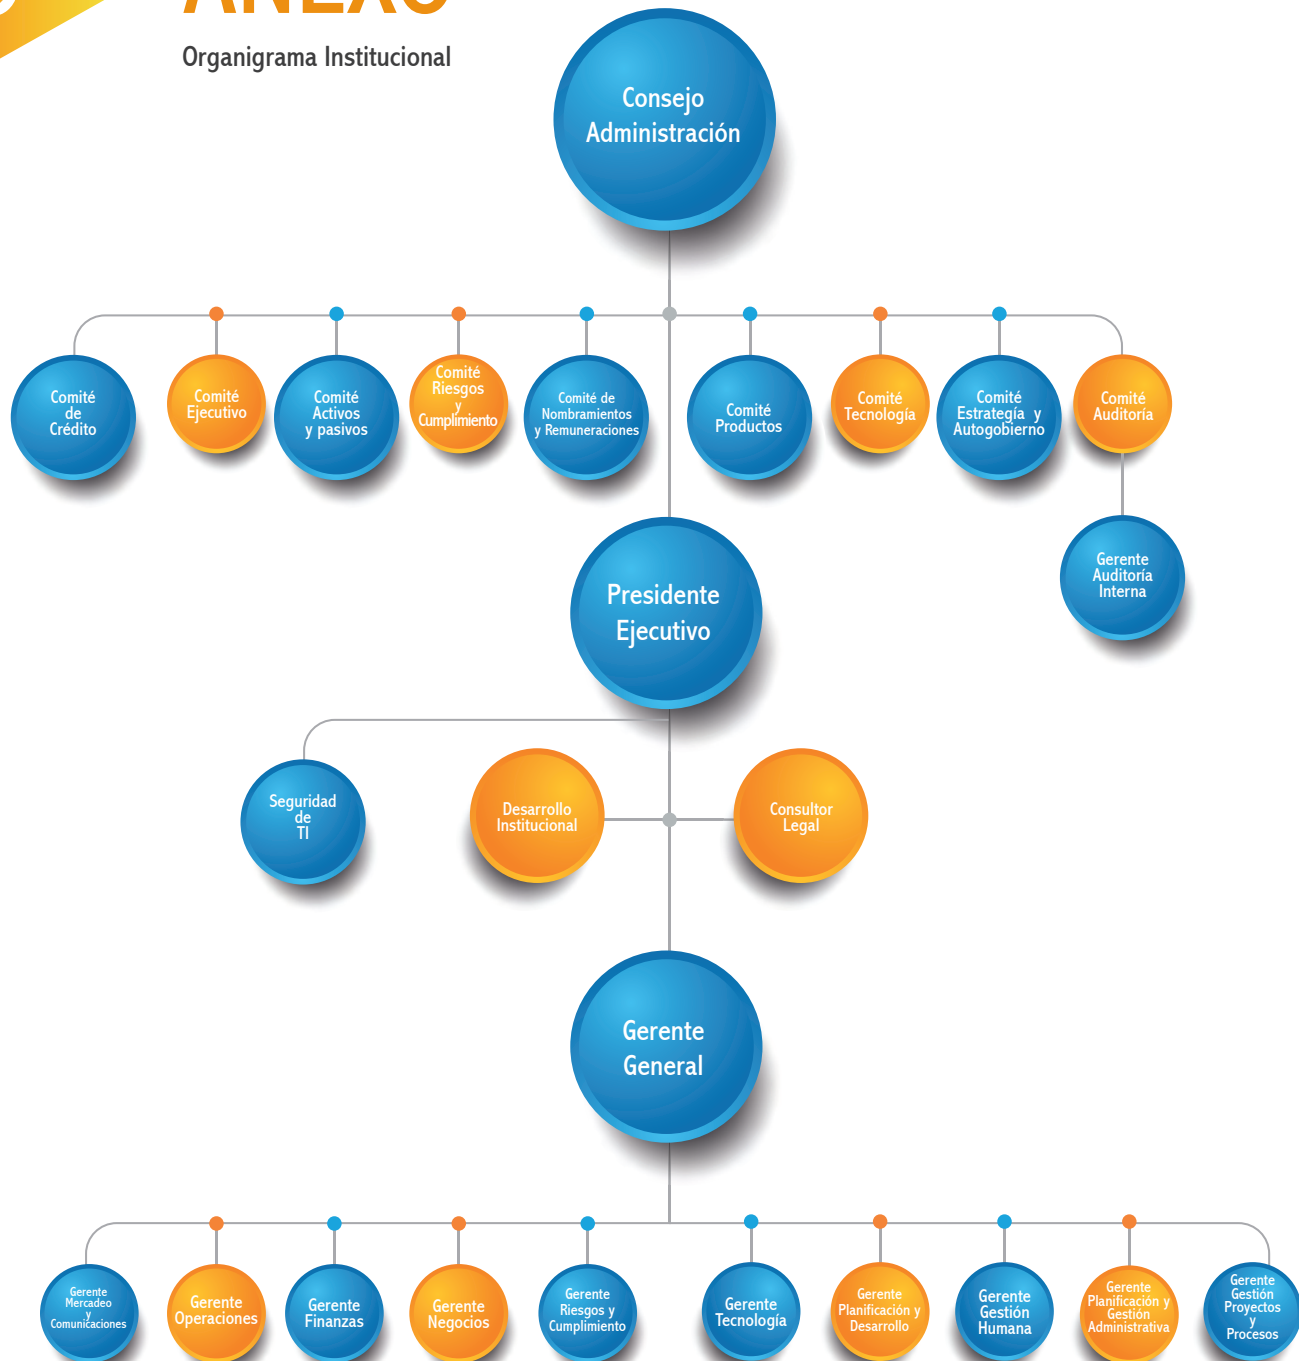 ANEXO
Organigrama Institucional
Consejo
Administración
Comité
de
Crédito
Comité
Ejecutivo
Comité
Activos
y pasivos
Comité
Riesgos
y
Cumplimiento
Comité de
Nombramientos
y Remuneraciones
Comité
Productos
Comité
Tecnología
Comité
Estrategía y
Autogobierno
Comité
Auditoría
Gerente
Auditoría
Interna
Presidente
Ejecutivo
Seguridad
de
TI
Desarrollo
Institucional
Consultor
Legal
Gerente
General
Gerente
Mercadeo
y
Comunicaciones
Gerente
Operaciones
Gerente
Finanzas
Gerente
Negocios
Gerente
Riesgos y
Cumplimiento
Gerente
Tecnología
Gerente
Planificación y
Desarrollo
Gerente
Gestión
Humana
Gerente
Planificación y
Gestión
Administrativa
Gerente
Gestión
Proyectos
y
Procesos